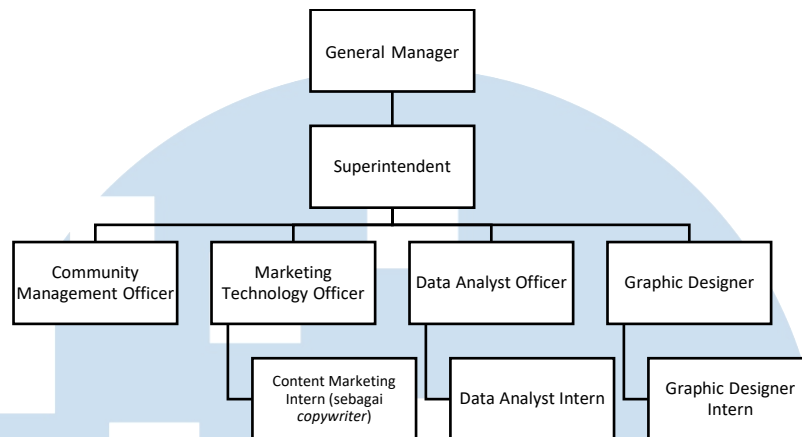 General Manager
Superintendent
Community
Management Officer
Marketing
Technology Officer
Data Analyst Officer
Graphic Designer
Content Marketing
Intern (sebagai
copywriter)
Data Analyst Intern
Graphic Designer
Intern